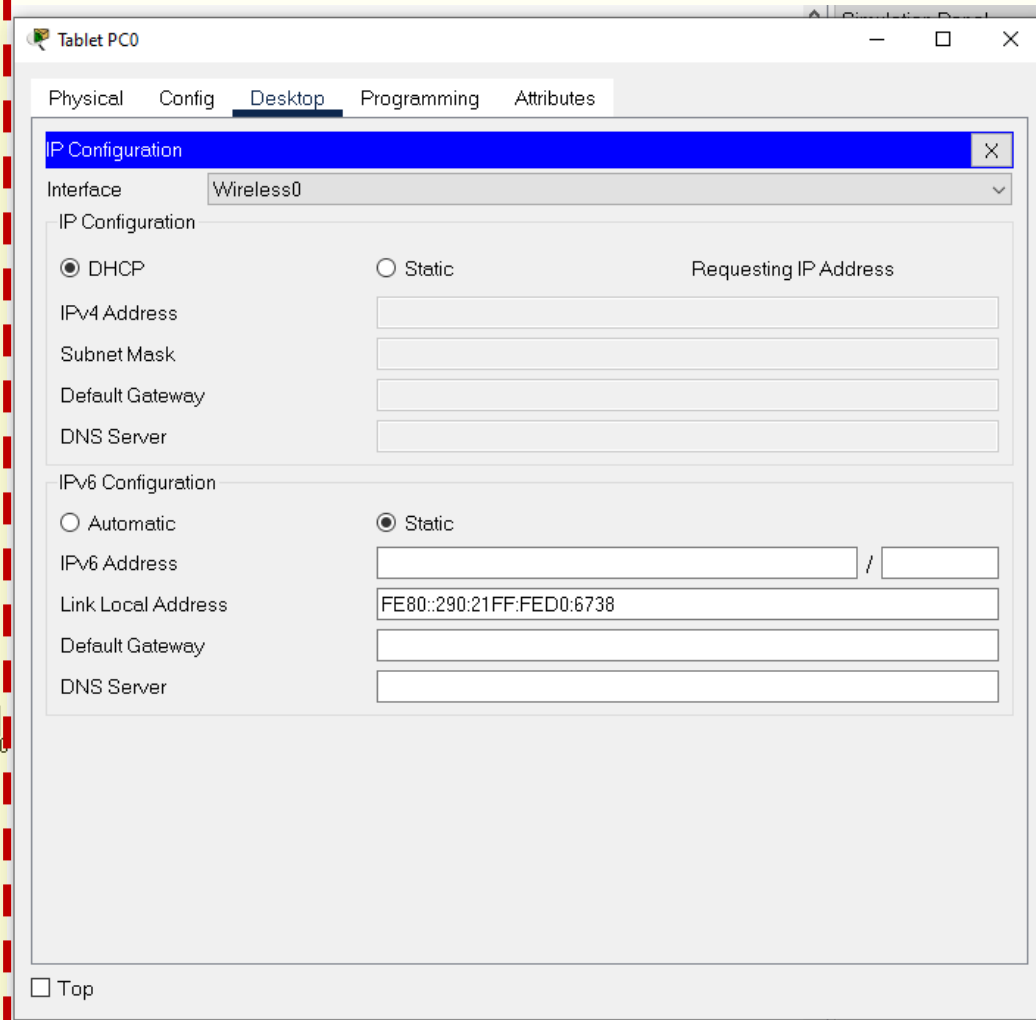 Simulation Panel
Tablet PC0
Physical Config Desktop Programming Attributes
IP Configuration X
Interface Wireless0
IP Configuration
DHCP Static Requesting IP Address
IPv4 Address
Subnet Mask
Default Gateway
DNS Server
IPv6 Configuration
Automatic Static
IPv6 Address /
Link Local Address FE80::290:21FF:FED0:6738
Default Gateway
DNS Server
Top